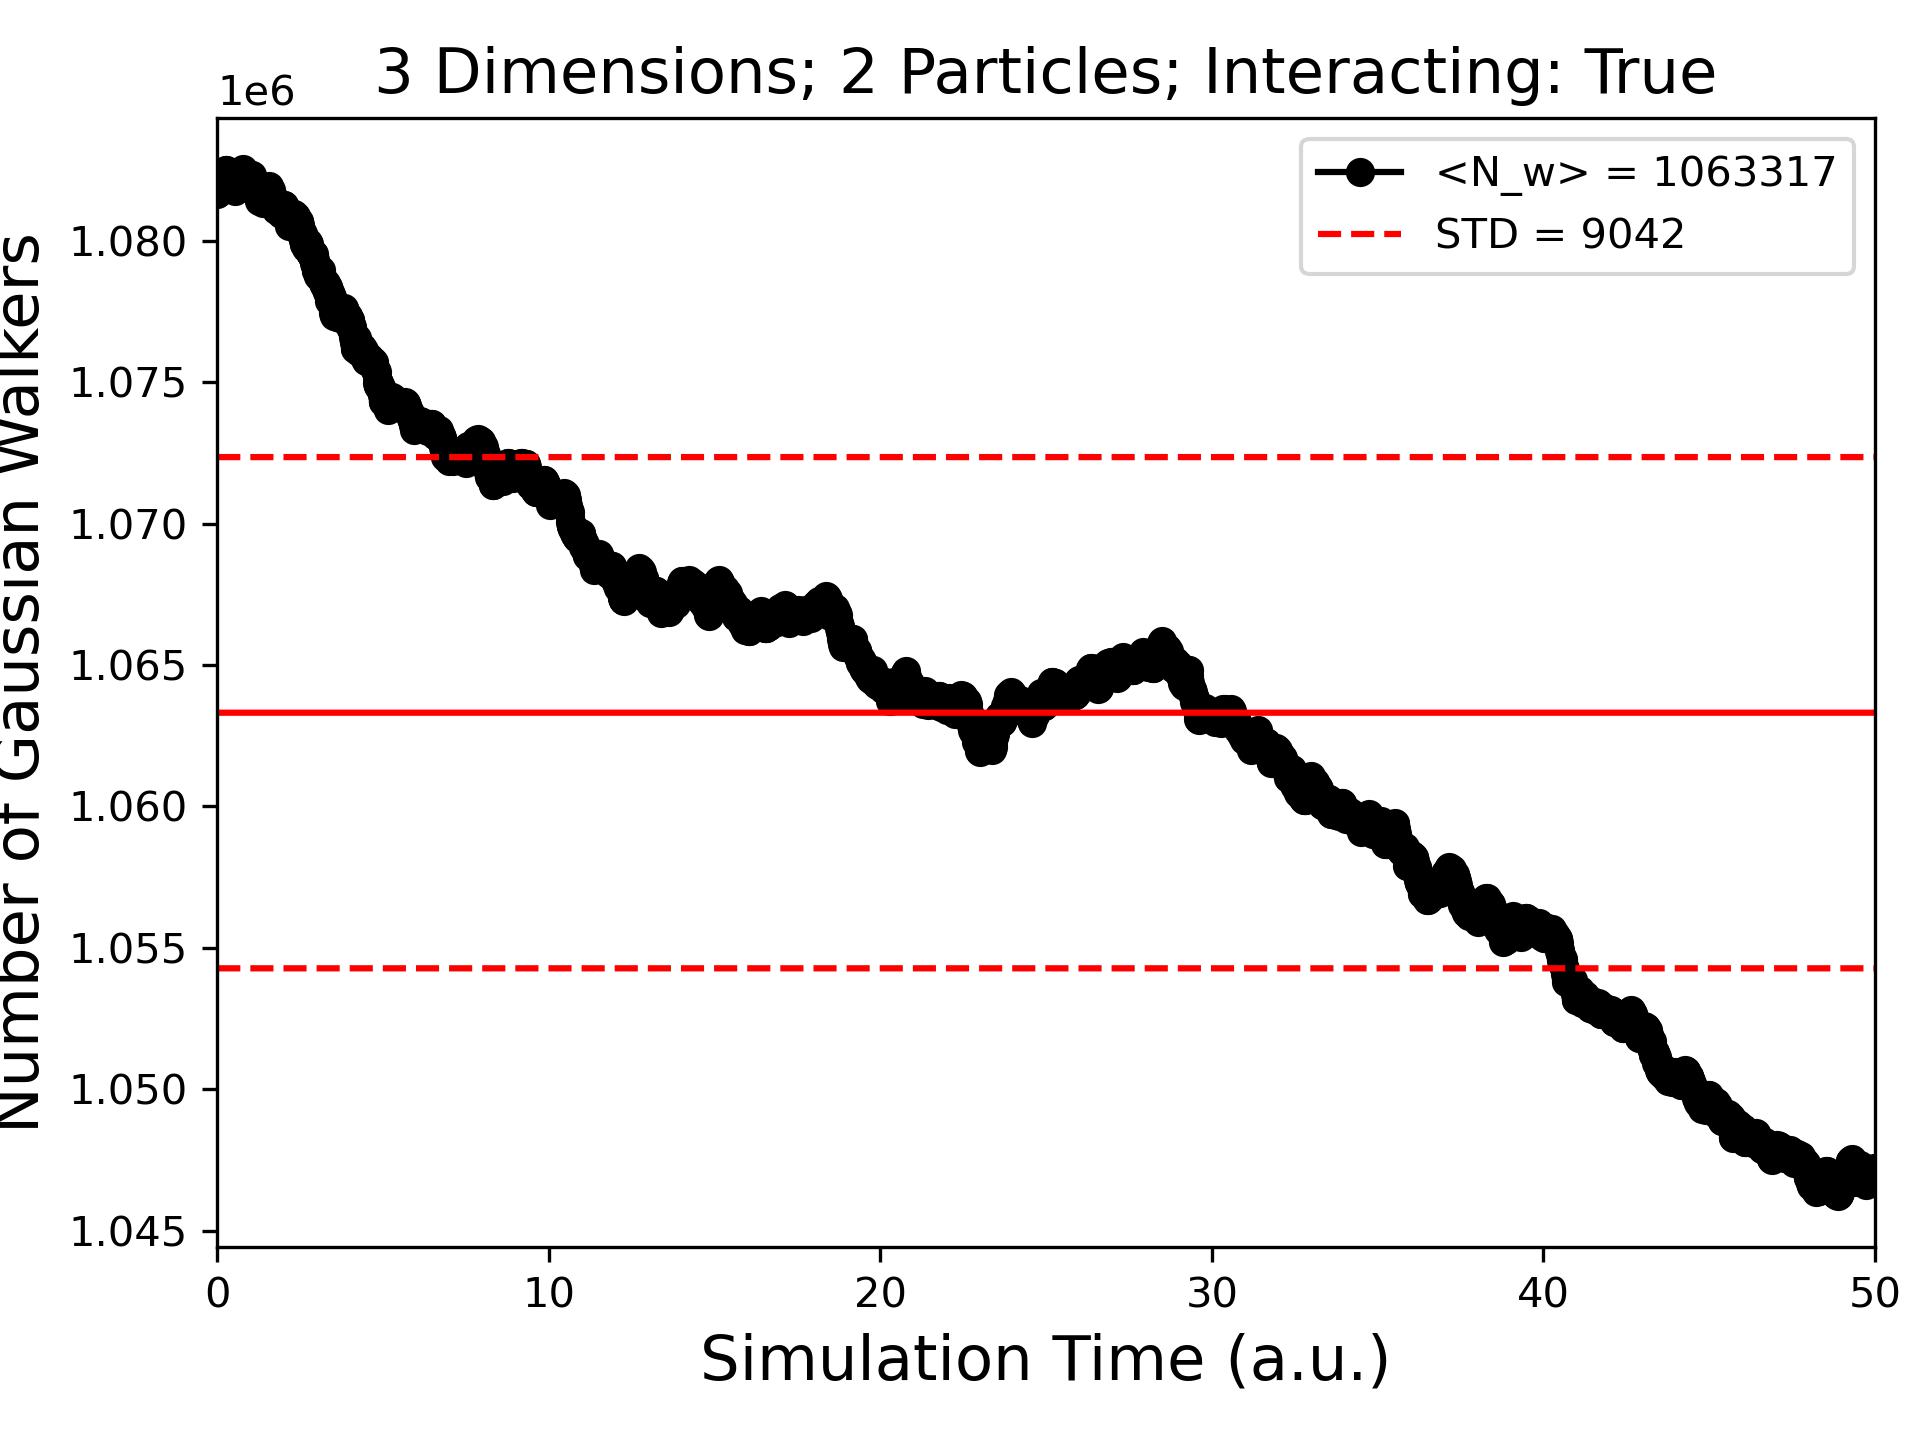 3 Dimensions; 2 Particles; Interacting: True
1e6
<N_w> = 1063317
STD = 9042
1.080
1.075
1.070
1.065
1.060
1.055
1.050
1.045
Number of Gaussian Walkers
0 10 20 30 40 50
Simulation Time (a.u.)